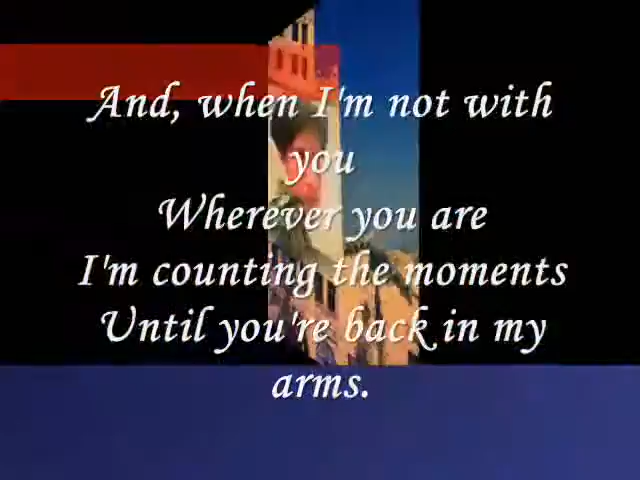 And, when I'm not with
you
Wherever you are
I'm counting the moments
Until you're back in my
arms.